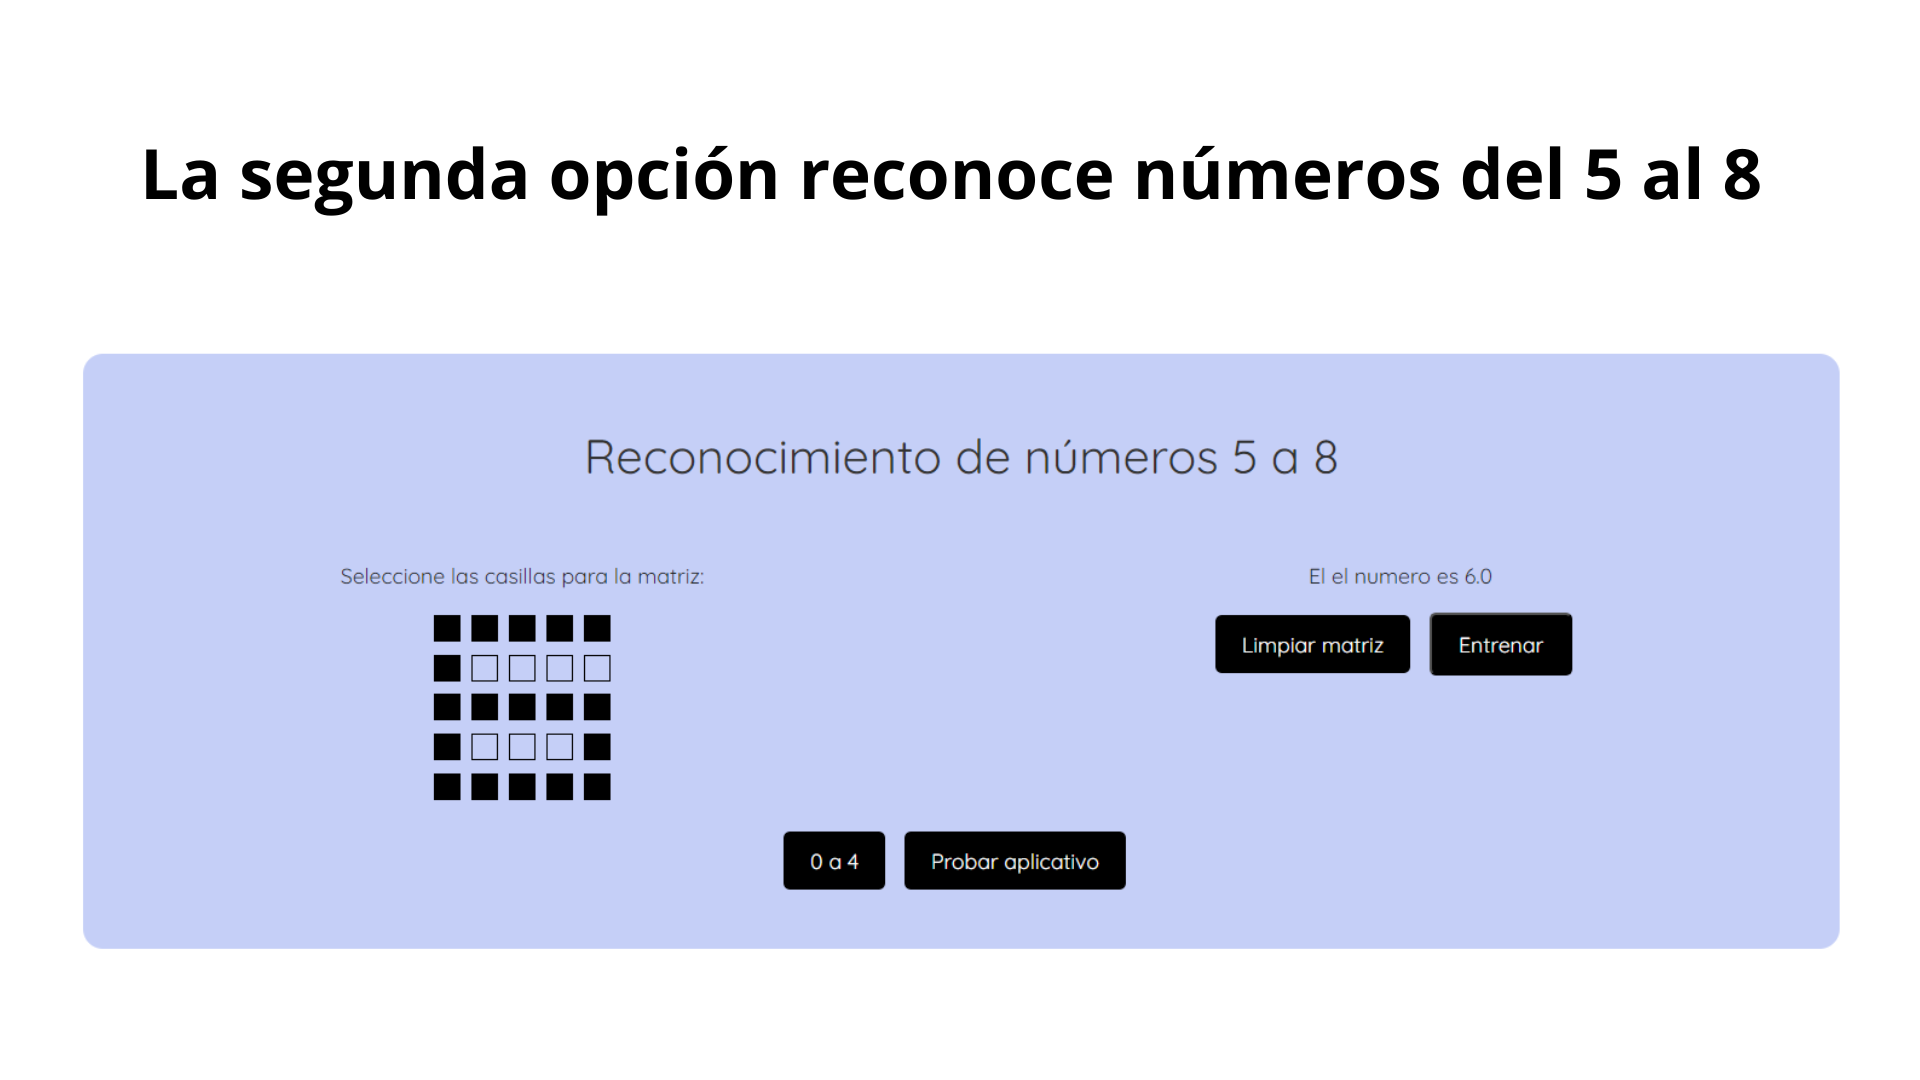 La segunda opción reconoce números del 5 al 8
Reconocimiento de números 5 a 8
Seleccione las casillas para la matriz:
El el numero es 6.0
Limpiar matriz
Entrenar
0 a 4
Probar aplicativo